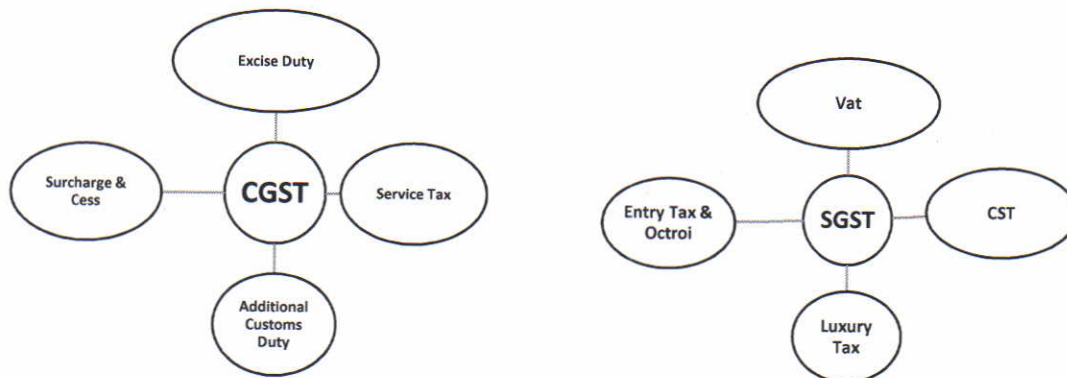 Excise Duty
Surcharge &
Cess
CGST
Service Tax
Additional
Customs
Duty
Vat
Entry Tax &
Octroi
SGST
CST
Luxury
Tax